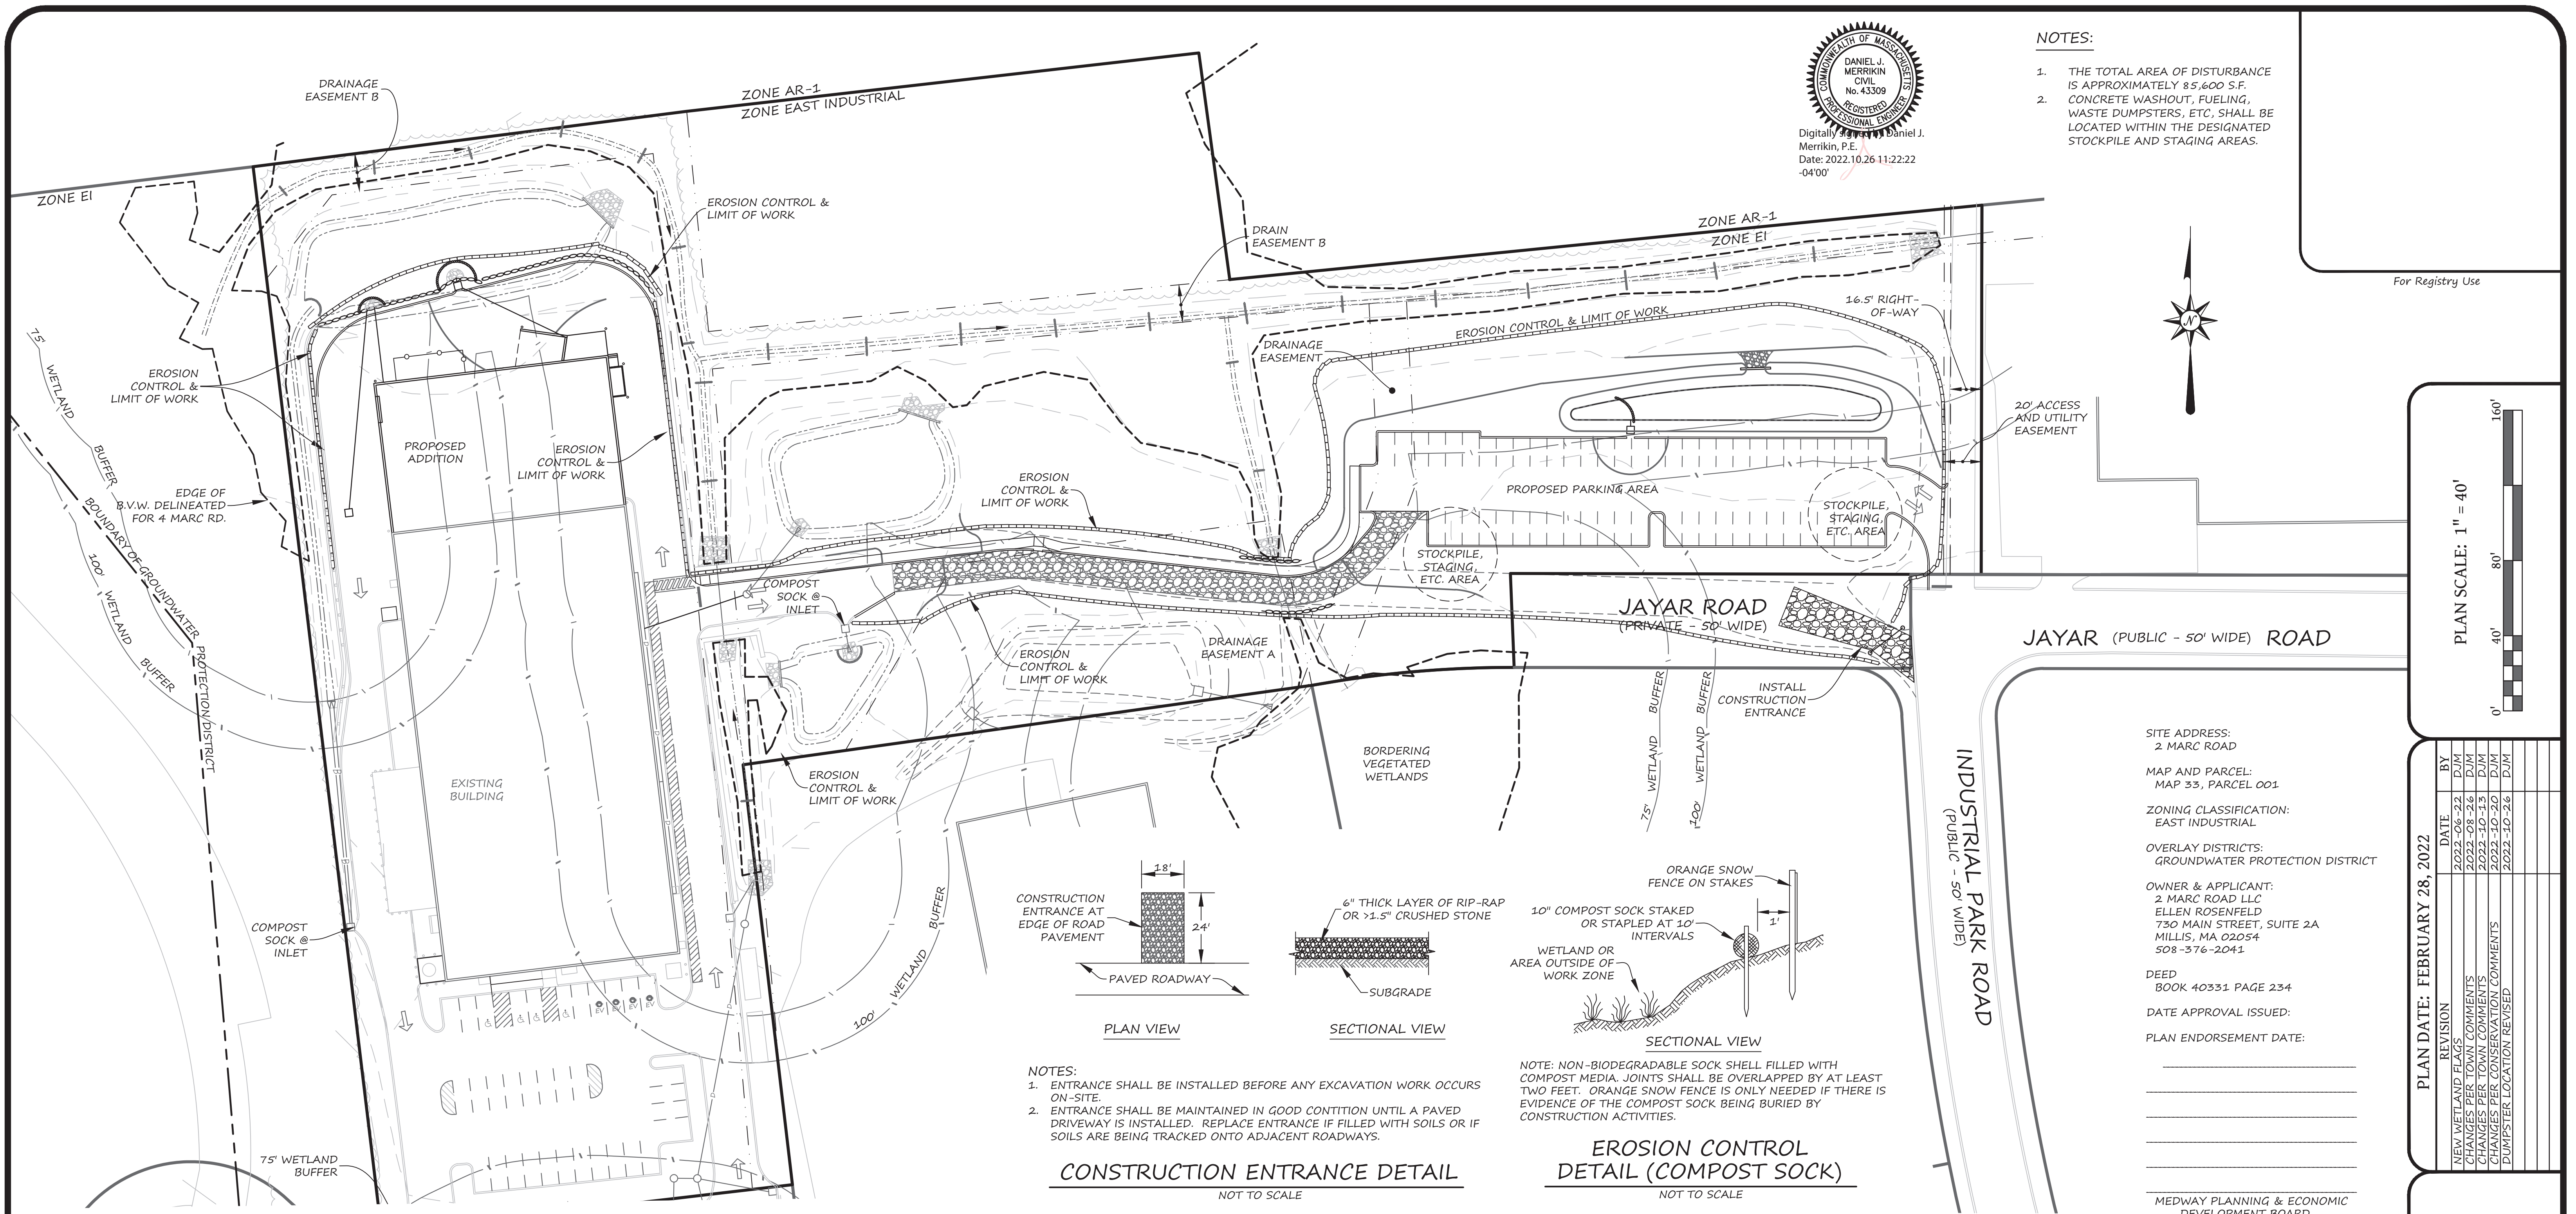 DRAINAGE
EASEMENT B
ZONE AR-1
ZONE EAST INDUSTRIAL
ZONE EI
EROSION CONTROL &
LIMIT OF WORK
DRAIN
EASEMENT B
ZONE AR-1
ZONE EI
COMMONWEALTH OF MASSACHUSETTS
DANIEL J.
MERRIKIN
CIVIL
No. 43309
REGISTERED
PROFESSIONAL ENGINEER
Digitally signed by Daniel J.
Merrikin, P.E.
Date: 2022.10.26 11:22:22
-04'00'
NOTES:
1. THE TOTAL AREA OF DISTURBANCE
IS APPROXIMATELY 85,600 S.F.
2. CONCRETE WASHOUT, FUELING,
WASTE DUMPSTERS, ETC, SHALL BE
LOCATED WITHIN THE DESIGNATED
STOCKPILE AND STAGING AREAS.
For Registry Use
N
16.5' RIGHT-
OF-WAY
EROSION CONTROL & LIMIT OF WORK
DRAINAGE
EASEMENT
20' ACCESS
AND UTILITY
EASEMENT
75' WETLAND BUFFER
EROSION
CONTROL &
LIMIT OF WORK
PROPOSED
ADDITION
EROSION
CONTROL &
LIMIT OF WORK
EDGE OF
B.V.W. DELINEATED
FOR 4 MARC RD.
BOUNDARY OF GROUNDWATER PROTECTION DISTRICT
100' WETLAND BUFFER
EROSION
CONTROL &
LIMIT OF WORK
PROPOSED PARKING AREA
STOCKPILE,
STAGING,
ETC. AREA
STOCKPILE,
STAGING,
ETC. AREA
COMPOST
SOCK @
INLET
DRAINAGE
EASEMENT A
EROSION
CONTROL &
LIMIT OF WORK
JAYAR ROAD
(PRIVATE - 50' WIDE)
JAYAR (PUBLIC - 50' WIDE) ROAD
INSTALL
CONSTRUCTION
ENTRANCE
75' WETLAND BUFFER
100' WETLAND BUFFER
BORDERING
VEGETATED
WETLANDS
EROSION
CONTROL &
LIMIT OF WORK
EXISTING
BUILDING
INDUSTRIAL PARK ROAD
(PUBLIC - 50' WIDE)
COMPOST
SOCK @
INLET
100' WETLAND BUFFER
EV EV EV EV
75' WETLAND
BUFFER
18'
CONSTRUCTION
ENTRANCE AT
EDGE OF ROAD
PAVEMENT
24'
PAVED ROADWAY
PLAN VIEW
6" THICK LAYER OF RIP-RAP
OR >1.5" CRUSHED STONE
SUBGRADE
SECTIONAL VIEW
NOTES:
1. ENTRANCE SHALL BE INSTALLED BEFORE ANY EXCAVATION WORK OCCURS
ON-SITE.
2. ENTRANCE SHALL BE MAINTAINED IN GOOD CONTITION UNTIL A PAVED
DRIVEWAY IS INSTALLED. REPLACE ENTRANCE IF FILLED WITH SOILS OR IF
SOILS ARE BEING TRACKED ONTO ADJACENT ROADWAYS.
CONSTRUCTION ENTRANCE DETAIL
NOT TO SCALE
ORANGE SNOW
FENCE ON STAKES
10" COMPOST SOCK STAKED
OR STAPLED AT 10'
INTERVALS
1'
WETLAND OR
AREA OUTSIDE OF
WORK ZONE
SECTIONAL VIEW
NOTE: NON-BIODEGRADABLE SOCK SHELL FILLED WITH
COMPOST MEDIA. JOINTS SHALL BE OVERLAPPED BY AT LEAST
TWO FEET. ORANGE SNOW FENCE IS ONLY NEEDED IF THERE IS
EVIDENCE OF THE COMPOST SOCK BEING BURIED BY
CONSTRUCTION ACTIVITIES.
EROSION CONTROL
DETAIL (COMPOST SOCK)
NOT TO SCALE
SITE ADDRESS:
2 MARC ROAD
MAP AND PARCEL:
MAP 33, PARCEL 001
ZONING CLASSIFICATION:
EAST INDUSTRIAL
OVERLAY DISTRICTS:
GROUNDWATER PROTECTION DISTRICT
OWNER & APPLICANT:
2 MARC ROAD LLC
ELLEN ROSENFELD
730 MAIN STREET, SUITE 2A
MILLIS, MA 02054
508-376-2041
DEED
BOOK 40331 PAGE 234
DATE APPROVAL ISSUED:
PLAN ENDORSEMENT DATE:
MEDWAY PLANNING & ECONOMIC
DEVELOPMENT BOARD
PLAN SCALE: 1" = 40'
0' 40' 80' 160'
PLAN DATE: FEBRUARY 28, 2022
REVISION DATE BY
NEW WETLAND FLAGS 2022-06-22 DJM
CHANGES PER TOWN COMMENTS 2022-08-26 DJM
CHANGES PER TOWN COMMENTS 2022-10-13 DJM
CHANGES PER CONSERVATION COMMENTS 2022-10-20 DJM
DUMPSTER LOCATION REVISED 2022-10-26 DJM